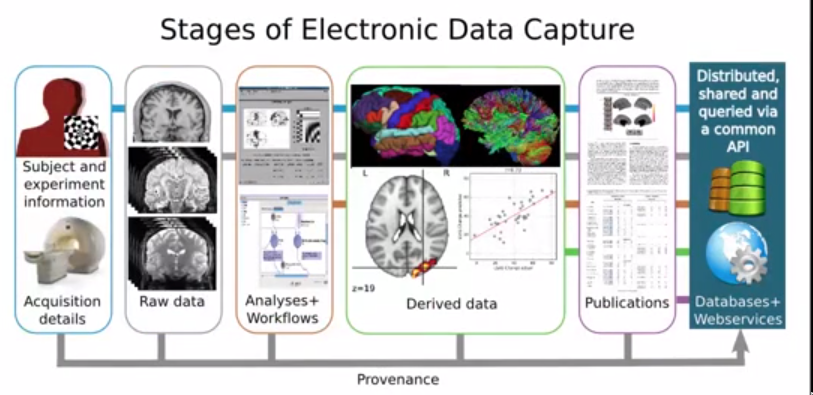 Stages of Electronic Data Capture
Subject and
experiment
information
Acquisition
details
Raw data
Analyses+
Workflows
L
R
z=19
Derived data
Publications
Distributed,
shared and
queried via
a common
API
Databases+
Webservices
Provenance